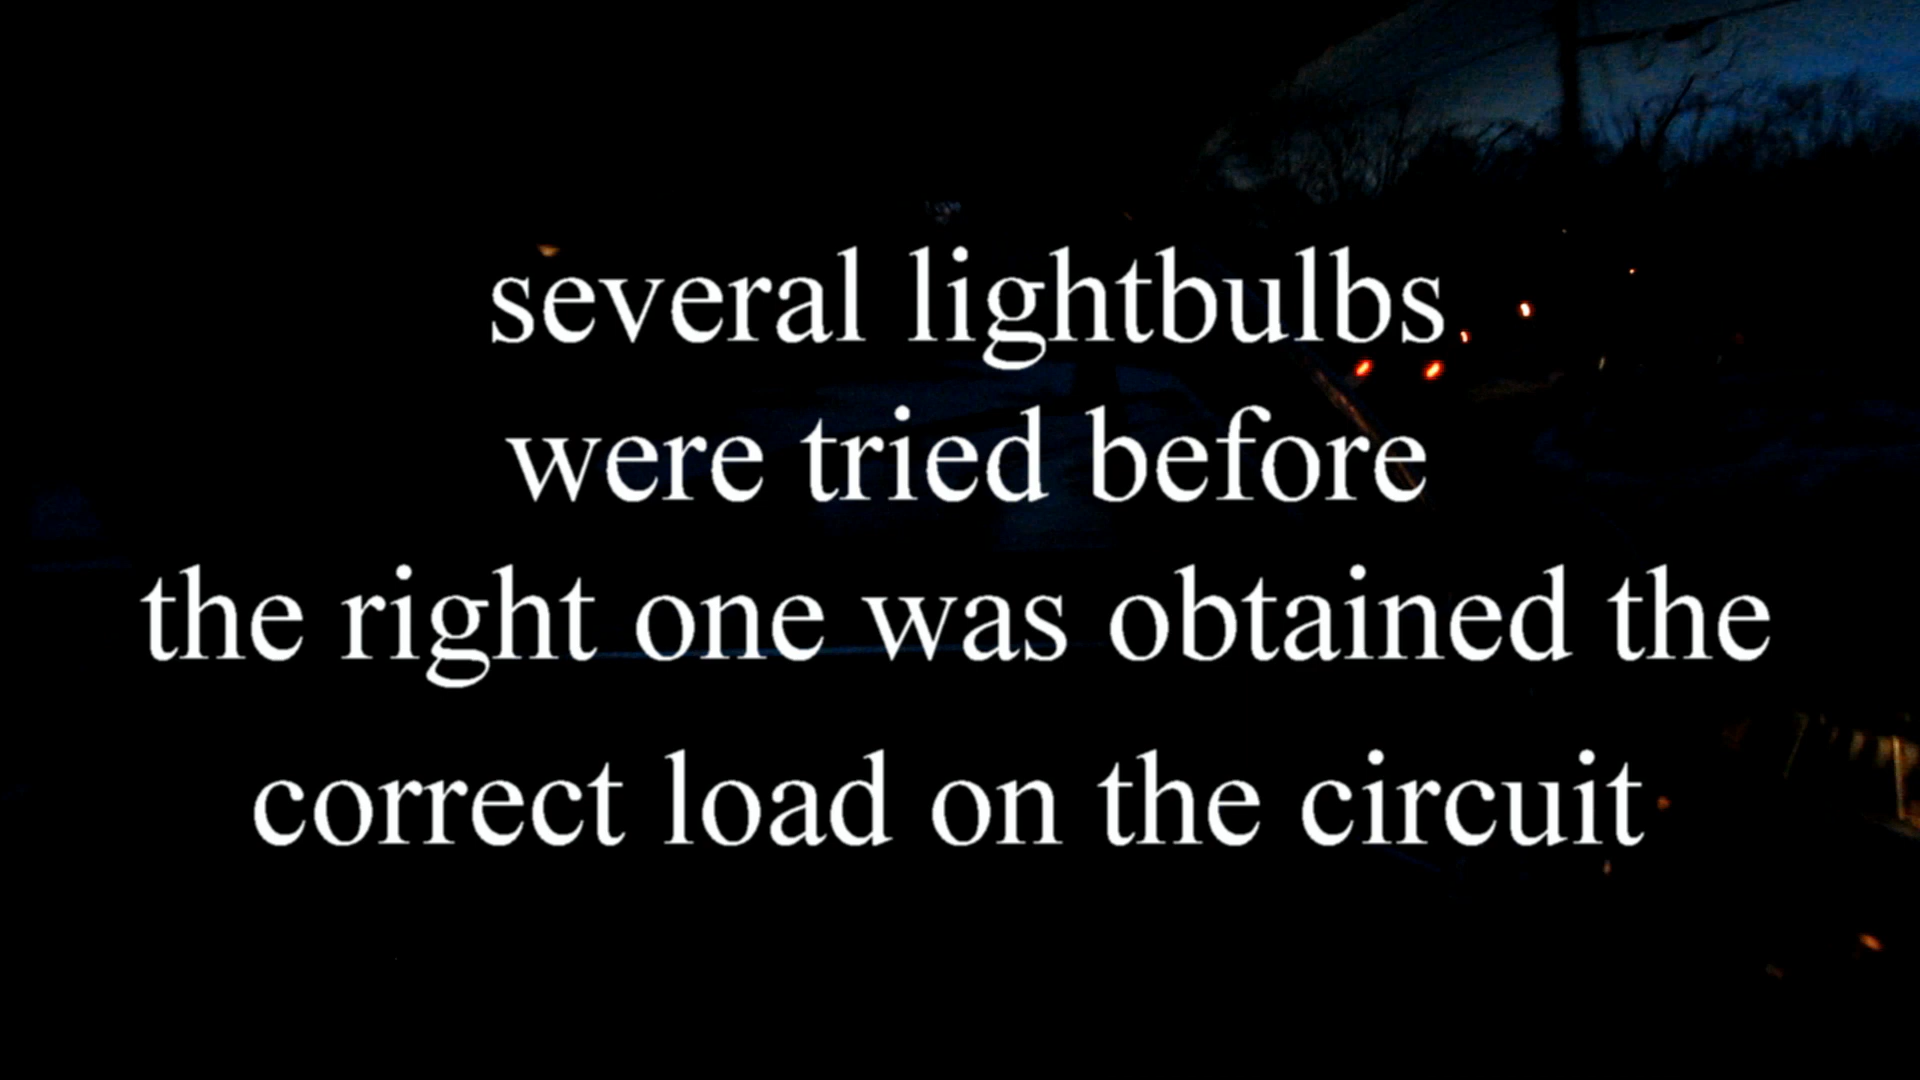 several lightbulbs
were tried before
the right one was obtained the
correct load on the circuit